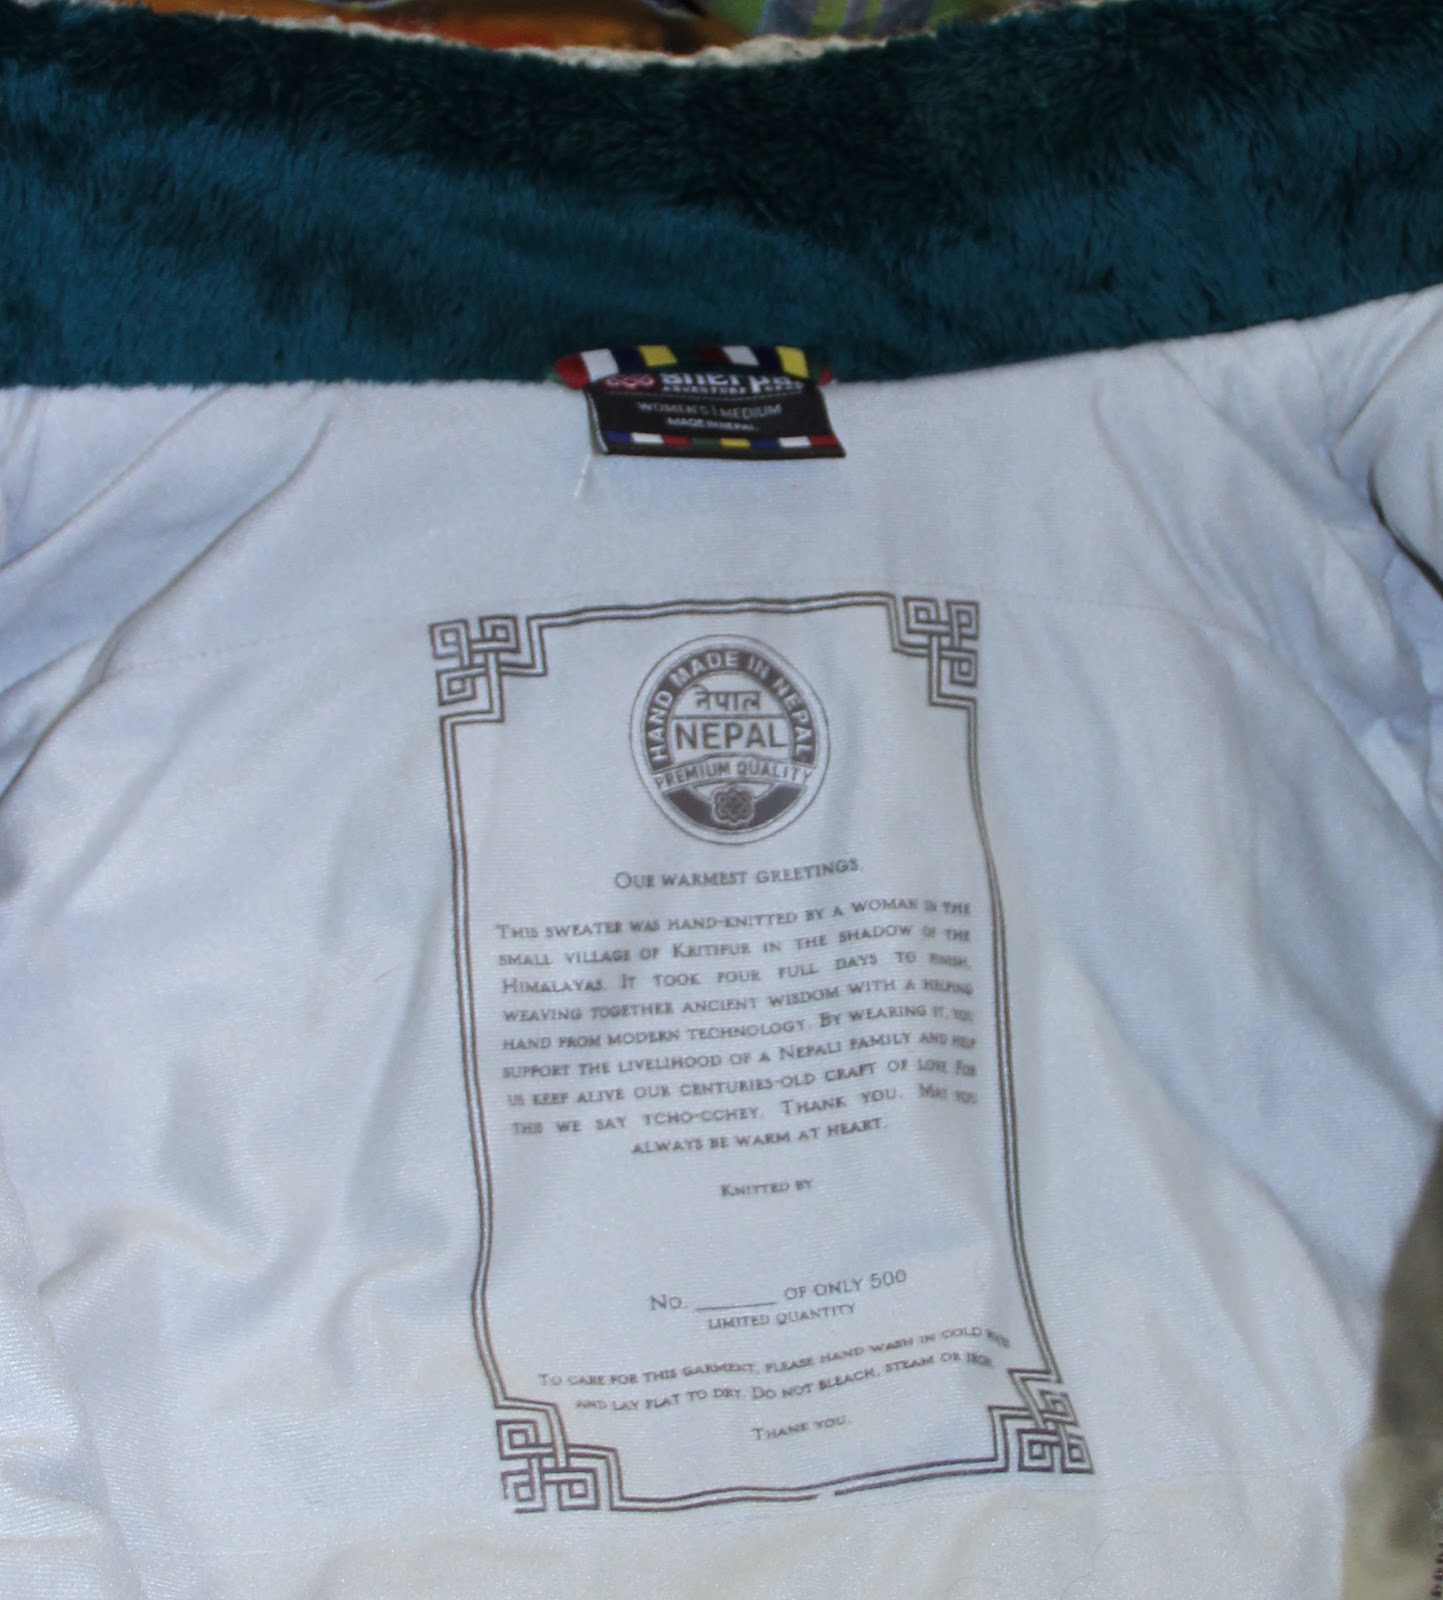 Sherpa
ADVENTURE GEAR
WOMEN'S | MEDIUM
MADE IN NEPAL
HAND MADE IN NEPAL
नेपाल
NEPAL
PREMIUM QUALITY
OUR WARMEST GREETINGS.
THIS SWEATER WAS HAND-KNITTED BY A WOMAN IN THE
SMALL VILLAGE OF KRITIPUR IN THE SHADOW OF THE
HIMALAYAS. IT TOOK FOUR FULL DAYS TO FINISH,
WEAVING TOGETHER ANCIENT WISDOM WITH A HELPING
HAND FROM MODERN TECHNOLOGY. BY WEARING IT, YOU
SUPPORT THE LIVELIHOOD OF A NEPALI FAMILY AND HELP
US KEEP ALIVE OUR CENTURIES-OLD CRAFT OF LOVE. FOR
THIS WE SAY TCHO-CCHEY. THANK YOU. MAY YOU
ALWAYS BE WARM AT HEART.
KNITTED BY
NO. ______ OF ONLY 500
LIMITED QUANTITY
TO CARE FOR THIS GARMENT, PLEASE HAND WASH IN COLD WATER
AND LAY FLAT TO DRY. DO NOT BLEACH, STEAM OR IRON.
THANK YOU.